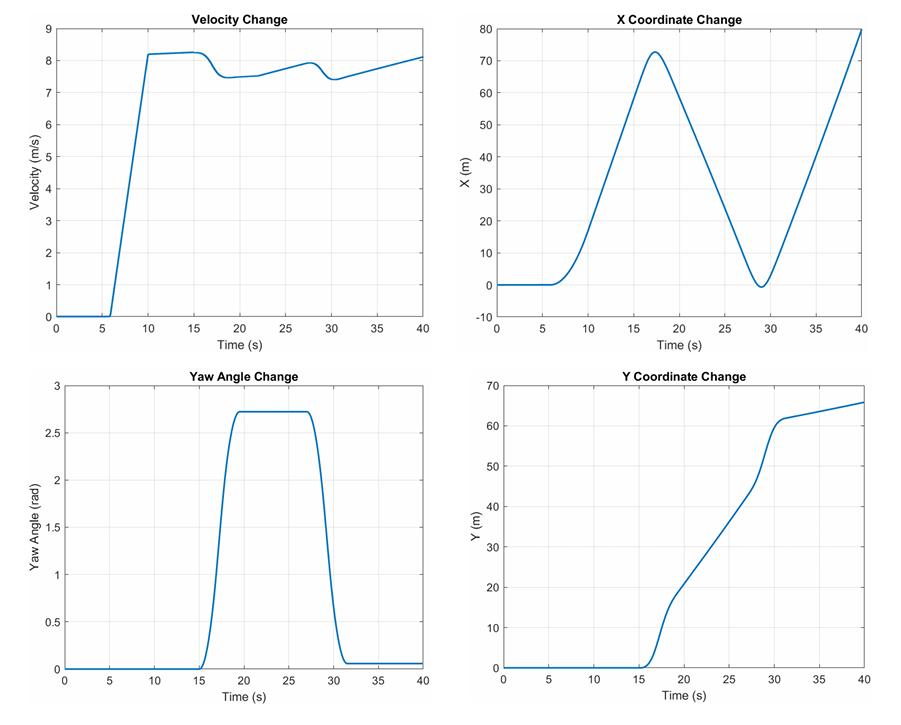 Velocity Change
9
8
7
6
5
4
3
2
1
0
Velocity (m/s)
0 5 10 15 20 25 30 35 40
Time (s)
X Coordinate Change
80
70
60
50
40
30
20
10
0
-10
X (m)
0 5 10 15 20 25 30 35 40
Time (s)
Yaw Angle Change
3
2.5
2
1.5
1
0.5
0
Yaw Angle (rad)
0 5 10 15 20 25 30 35 40
Time (s)
Y Coordinate Change
70
60
50
40
30
20
10
0
Y (m)
0 5 10 15 20 25 30 35 40
Time (s)